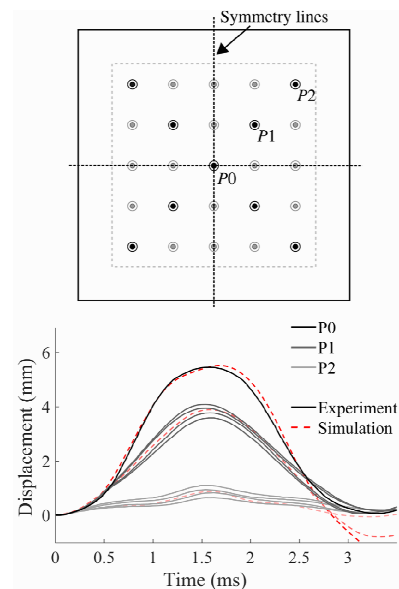 Symmetry lines
P2
P1
P0
P0
P1
P2
Experiment
Simulation
Displacement (mm)
6
4
2
0
0 0.5 1 1.5 2 2.5 3
Time (ms)